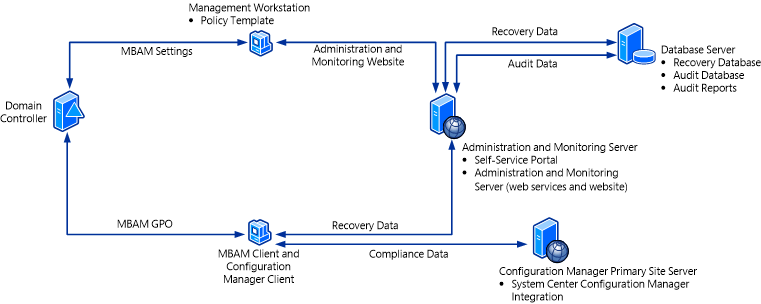 Management Workstation
• Policy Template
MBAM Settings
Administration and
Monitoring Website
Recovery Data
Audit Data
Database Server
• Recovery Database
• Audit Database
• Audit Reports
Domain
Controller
Administration and Monitoring Server
• Self-Service Portal
• Administration and Monitoring
Server (web services and website)
MBAM GPO
Recovery Data
Compliance Data
MBAM Client and
Configuration
Manager Client
Configuration Manager Primary Site Server
• System Center Configuration Manager
Integration